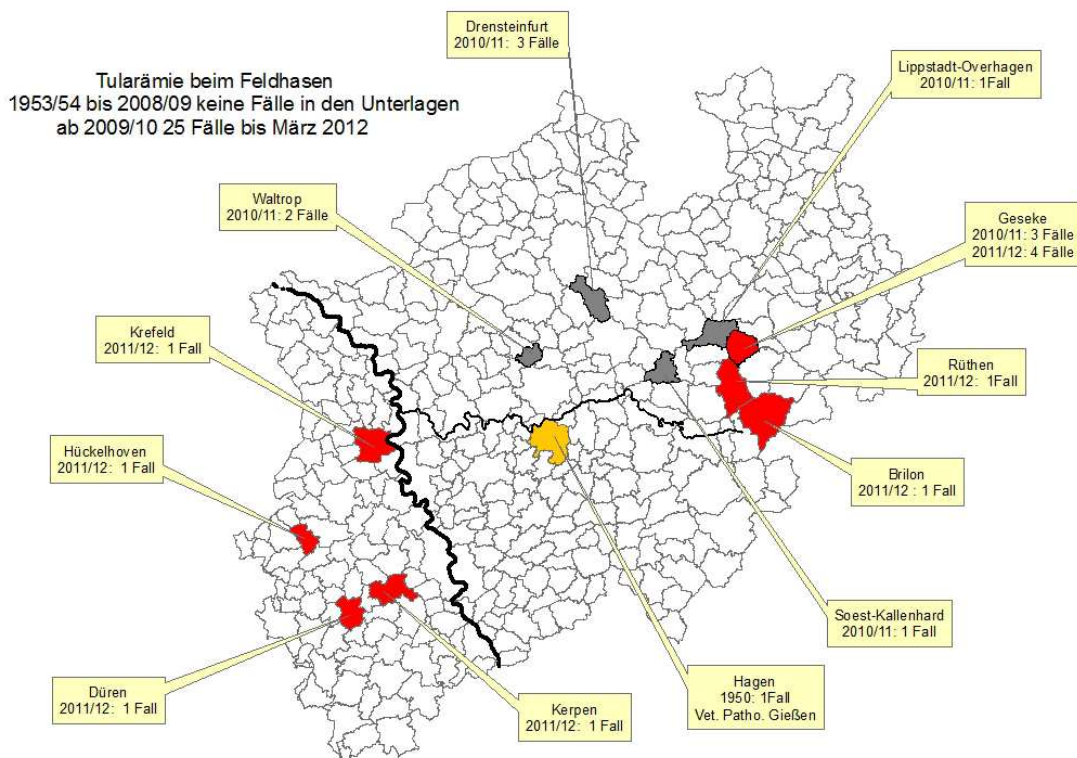 Tularämie beim Feldhasen
1953/54 bis 2008/09 keine Fälle in den Unterlagen
ab 2009/10 25 Fälle bis März 2012
Drensteinfurt
2010/11: 3 Fälle
Lippstadt-Overhagen
2010/11: 1Fall
Waltrop
2010/11: 2 Fälle
Geseke
2010/11: 3 Fälle
2011/12: 4 Fälle
Krefeld
2011/12: 1 Fall
Rüthen
2011/12: 1Fall
Hückelhoven
2011/12: 1 Fall
Brilon
2011/12 : 1 Fall
Soest-Kallenhard
2010/11: 1 Fall
Düren
2011/12: 1 Fall
Kerpen
2011/12: 1 Fall
Hagen
1950: 1Fall
Vet. Patho. Gießen